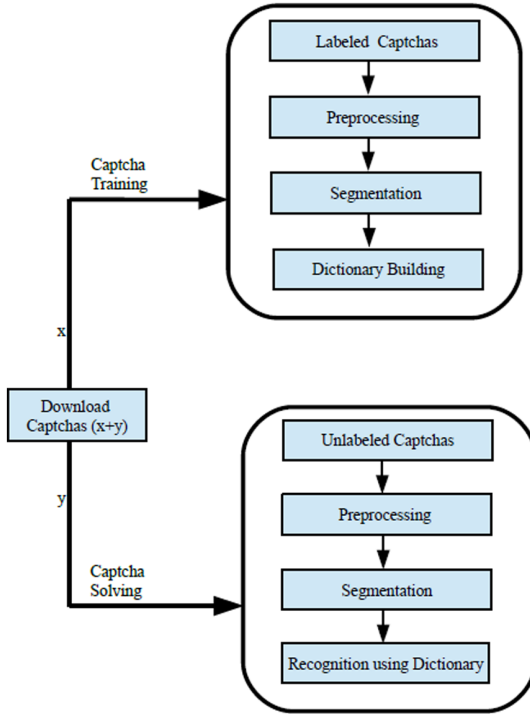 Labeled Captchas
Preprocessing
Captcha
Training
Segmentation
Dictionary Building
x
Download
Captchas (x+y)
Unlabeled Captchas
y
Preprocessing
Captcha
Solving
Segmentation
Recognition using Dictionary